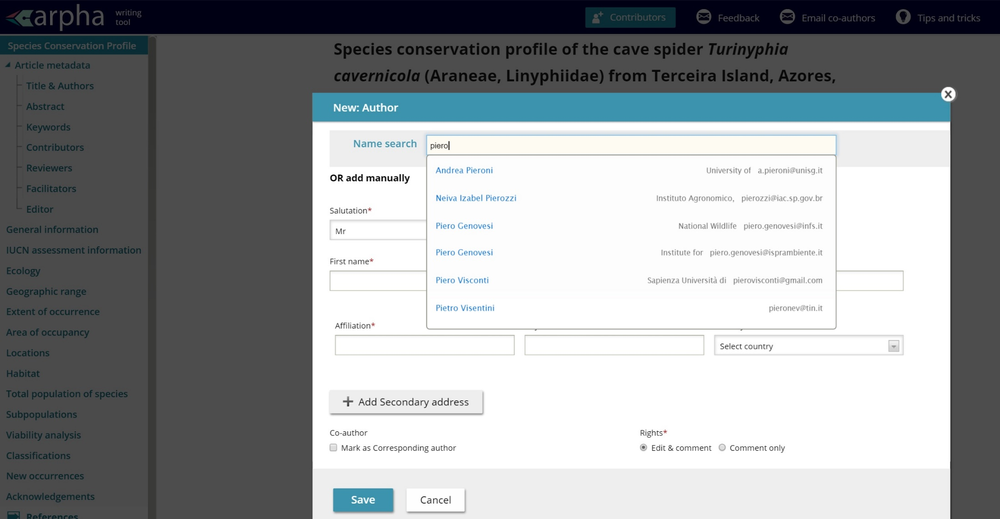 arpha
writing
tool
Contributors
Feedback
Email co-authors
Tips and tricks
Species Conservation Profile
Article metadata
Title & Authors
Abstract
Keywords
Contributors
Reviewers
Facilitators
Editor
General information
IUCN assessment information
Ecology
Geographic range
Extent of occurrence
Area of occupancy
Locations
Habitat
Total population of species
Subpopulations
Viability analysis
Classifications
New occurrences
Acknowledgements
References
Species conservation profile of the cave spider Turinyphia
cavernicola (Araneae, Linyphiidae) from Terceira Island, Azores,
New: Author
Name search
piero
Andrea Pieroni University of a.pieroni@unisg.it
Neiva Izabel Pierozzi Instituto Agronomico, pierozzi@iac.sp.gov.br
Piero Genovesi National Wildlife piero.genovesi@infs.it
Piero Genovesi Institute for piero.genovesi@isprambiente.it
Piero Visconti Sapienza Università di pierovisconti@gmail.com
Pietro Visentini pieronev@tin.it
OR add manually
Salutation*
Mr
First name*
Affiliation*
Select country
+ Add Secondary address
Co-author
Mark as Corresponding author
Rights*
Edit & comment Comment only
Save
Cancel